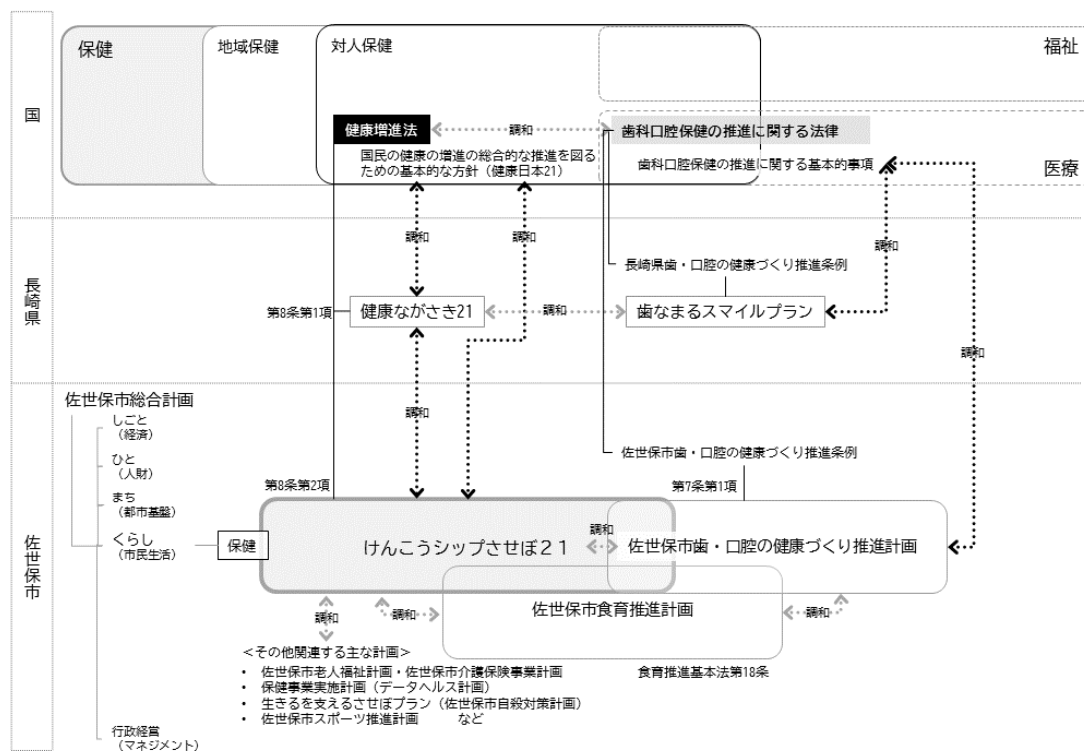 国
保健
地域保健
対人保健
福祉
健康増進法
調和
歯科口腔保健の推進に関する法律
国民の健康の増進の総合的な推進を図る
ための基本的な方針（健康日本21）
歯科口腔保健の推進に関する基本的事項
医療
長崎県
調和
調和
調和
長崎県歯・口腔の健康づくり推進条例
第8条第1項
健康ながさき21
調和
歯なまるスマイルプラン
調和
佐世保市
佐世保市総合計画
しごと
（経済）
ひと
（人財）
まち
（都市基盤）
くらし
（市民生活）
行政経営
（マネジメント）
調和
佐世保市歯・口腔の健康づくり推進条例
第8条第2項
第7条第1項
保健
けんこうシップさせぼ２１
調和
佐世保市歯・口腔の健康づくり推進計画
佐世保市食育推進計画
調和
調和
調和
＜その他関連する主な計画＞
• 佐世保市老人福祉計画・佐世保市介護保険事業計画
• 保健事業実施計画（データヘルス計画）
• 生きるを支えるさせぼプラン（佐世保市自殺対策計画）
• 佐世保市スポーツ推進計画　　など
食育推進基本法第18条